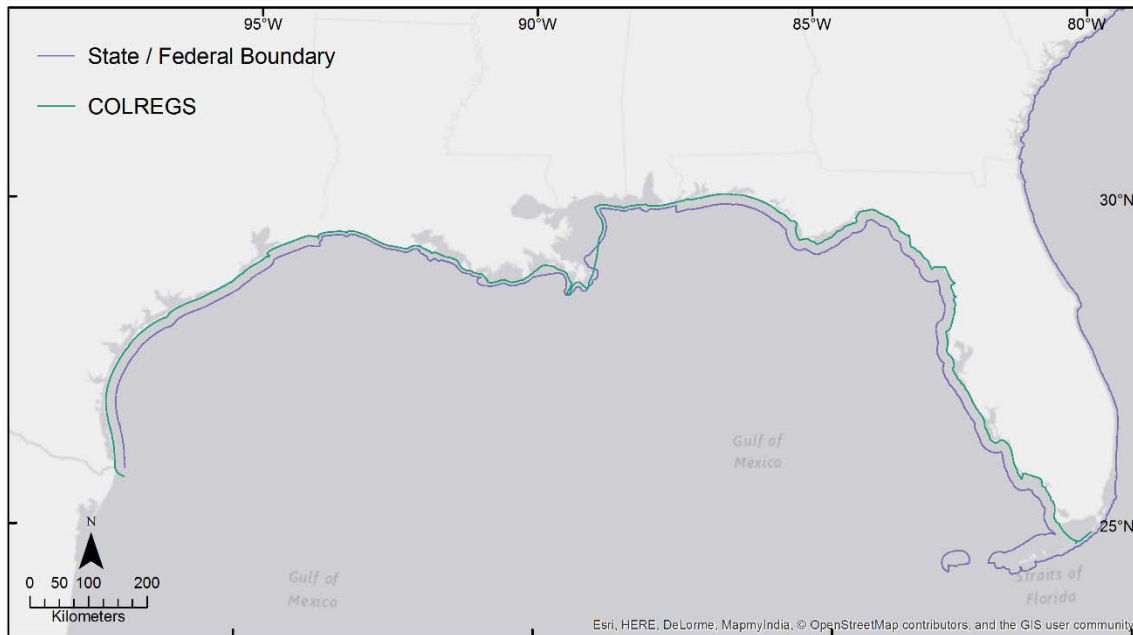 95°W
90°W
85°W
80°W
State / Federal Boundary
COLREGS
30°N
Gulf of
Mexico
25°N
N
0 50 100 200
Kilometers
Gulf of
Mexico
Straits of
Florida
Esri, HERE, DeLorme, MapmyIndia, © OpenStreetMap contributors, and the GIS user community